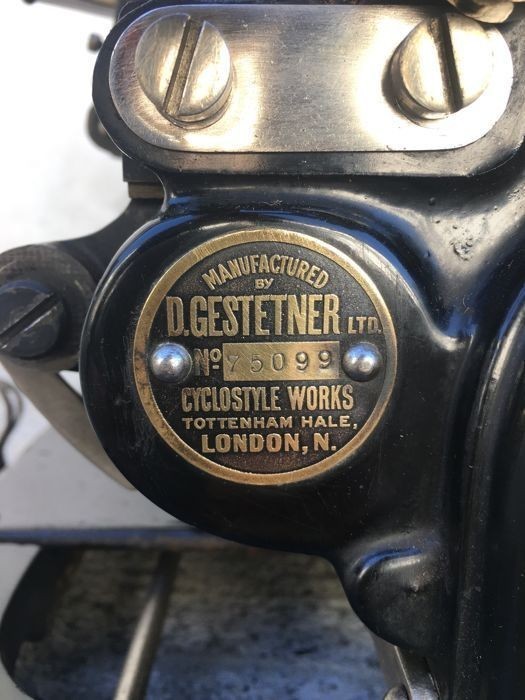 MANUFACTURED
BY
D. GESTETNER LTD.
Nº 75099
CYCLOSTYLE WORKS
TOTTENHAM HALE,
LONDON, N.